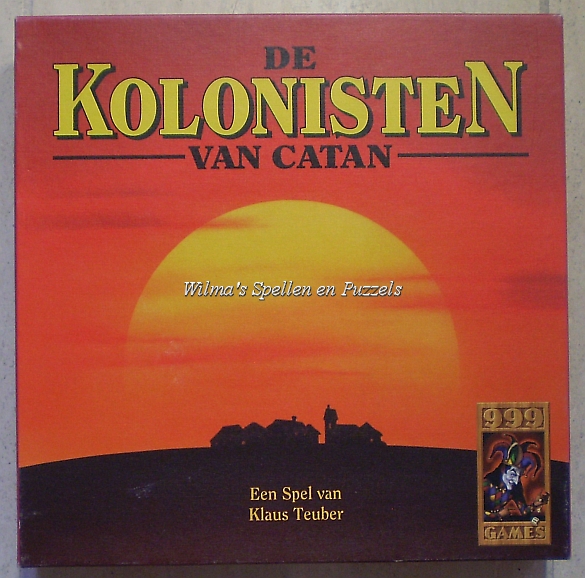 DE
KOLONISTEN
VAN CATAN
Wilma's Spellen en Puzzels
Een Spel van
Klaus Teuber
999
GAMES